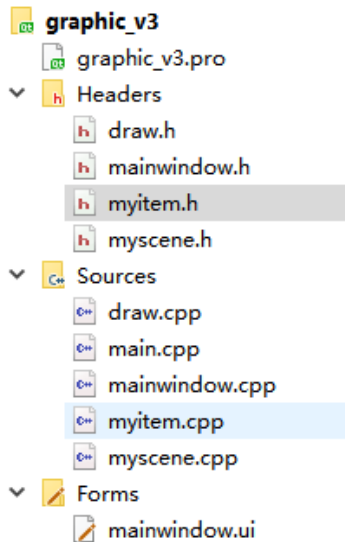 graphic_v3
graphic_v3.pro
Headers
draw.h
mainwindow.h
myitem.h
myscene.h
Sources
draw.cpp
main.cpp
mainwindow.cpp
myitem.cpp
myscene.cpp
Forms
mainwindow.ui